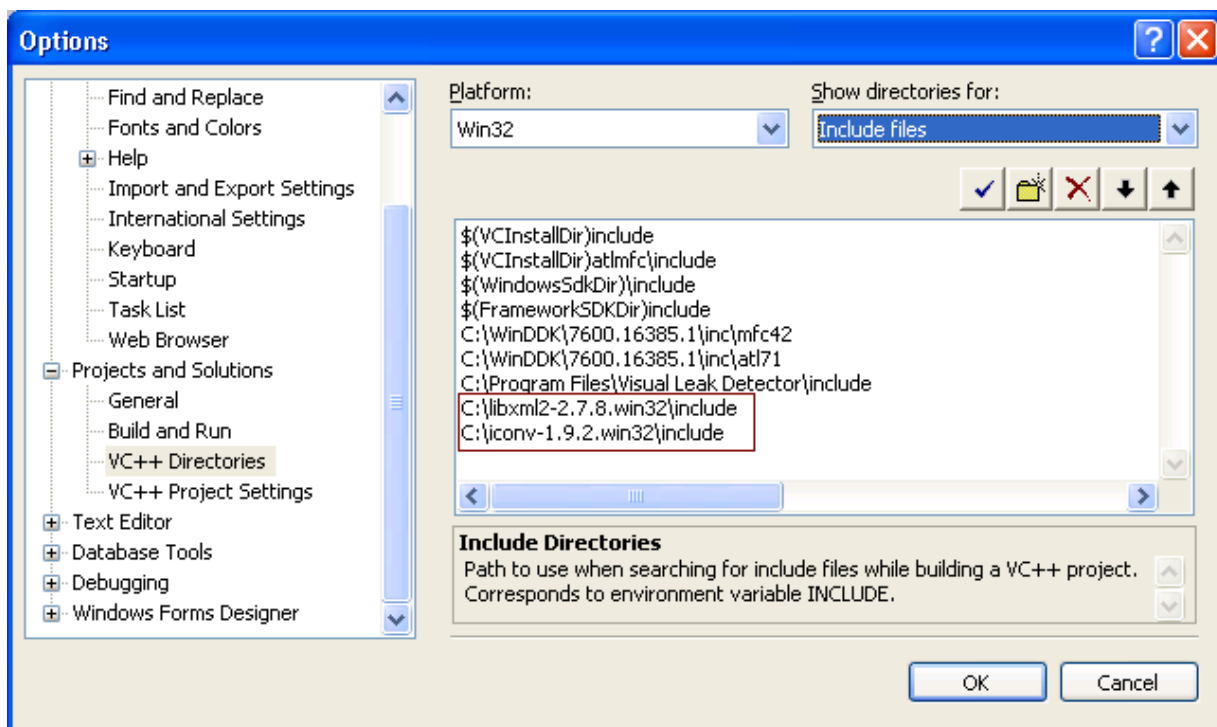 Options
Find and Replace
Fonts and Colors
Help
Import and Export Settings
International Settings
Keyboard
Startup
Task List
Web Browser
Projects and Solutions
General
Build and Run
VC++ Directories
VC++ Project Settings
Text Editor
Database Tools
Debugging
Windows Forms Designer
Platform:
Win32
Show directories for:
Include files
$(VCInstallDir)include
$(VCInstallDir)atlmfc\include
$(WindowsSdkDir)\include
$(FrameworkSDKDir)include
C:\WinDDK\7600.16385.1\inc\mfc42
C:\WinDDK\7600.16385.1\inc\atl71
C:\Program Files\Visual Leak Detector\include
C:\libxml2-2.7.8.win32\include
C:\iconv-1.9.2.win32\include
Include Directories
Path to use when searching for include files while building a VC++ project.
Corresponds to environment variable INCLUDE.
OK
Cancel